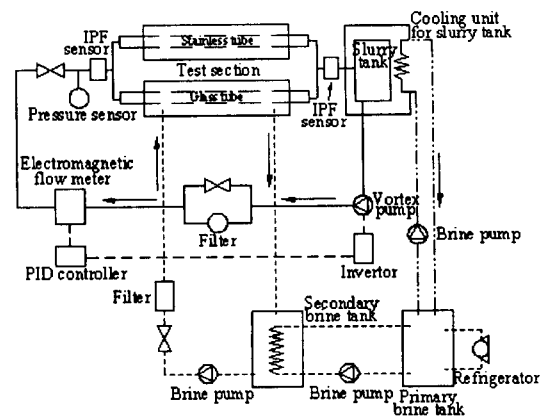 Cooling unit
for slurry tank
IPF
sensor
Stainless tube
Slurry
tank
Test section
Glass tube
IPF
sensor
Pressure sensor
Electromagnetic
flow meter
Vortex
pump
Filter
Brine pump
PID controller
Invertor
Filter
Secondary
brine tank
Brine pump
Brine pump
Refrigerator
Primary
brine tank